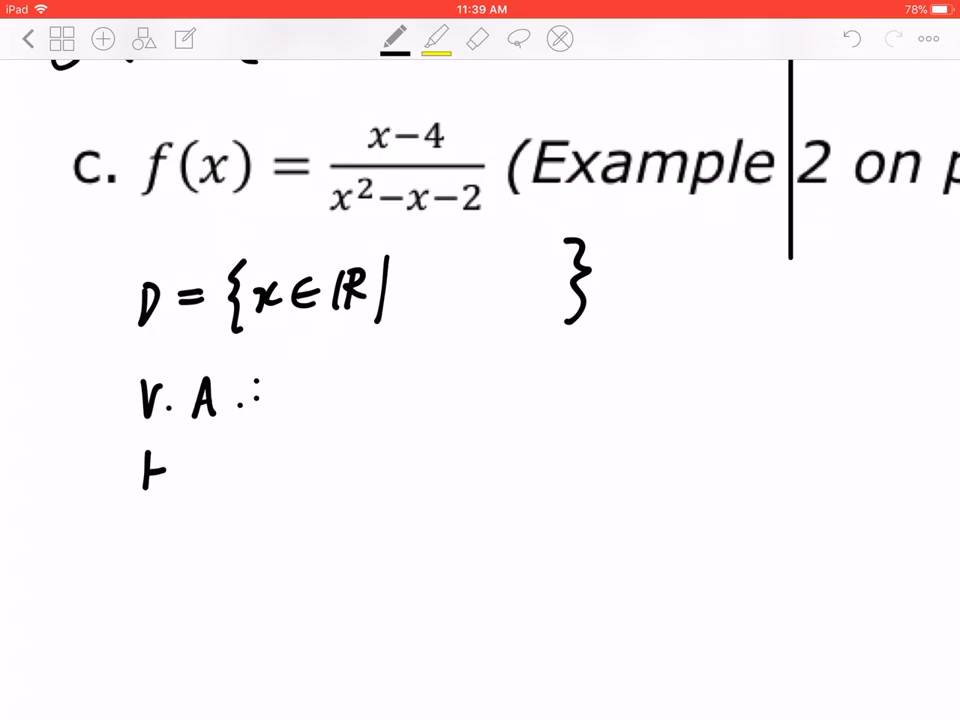 iPad 11:39 AM 78%
c. f(x) = (x−4)/(x²−x−2) (Example 2 on p
D = {x ∈ ℝ| }
V. A .: